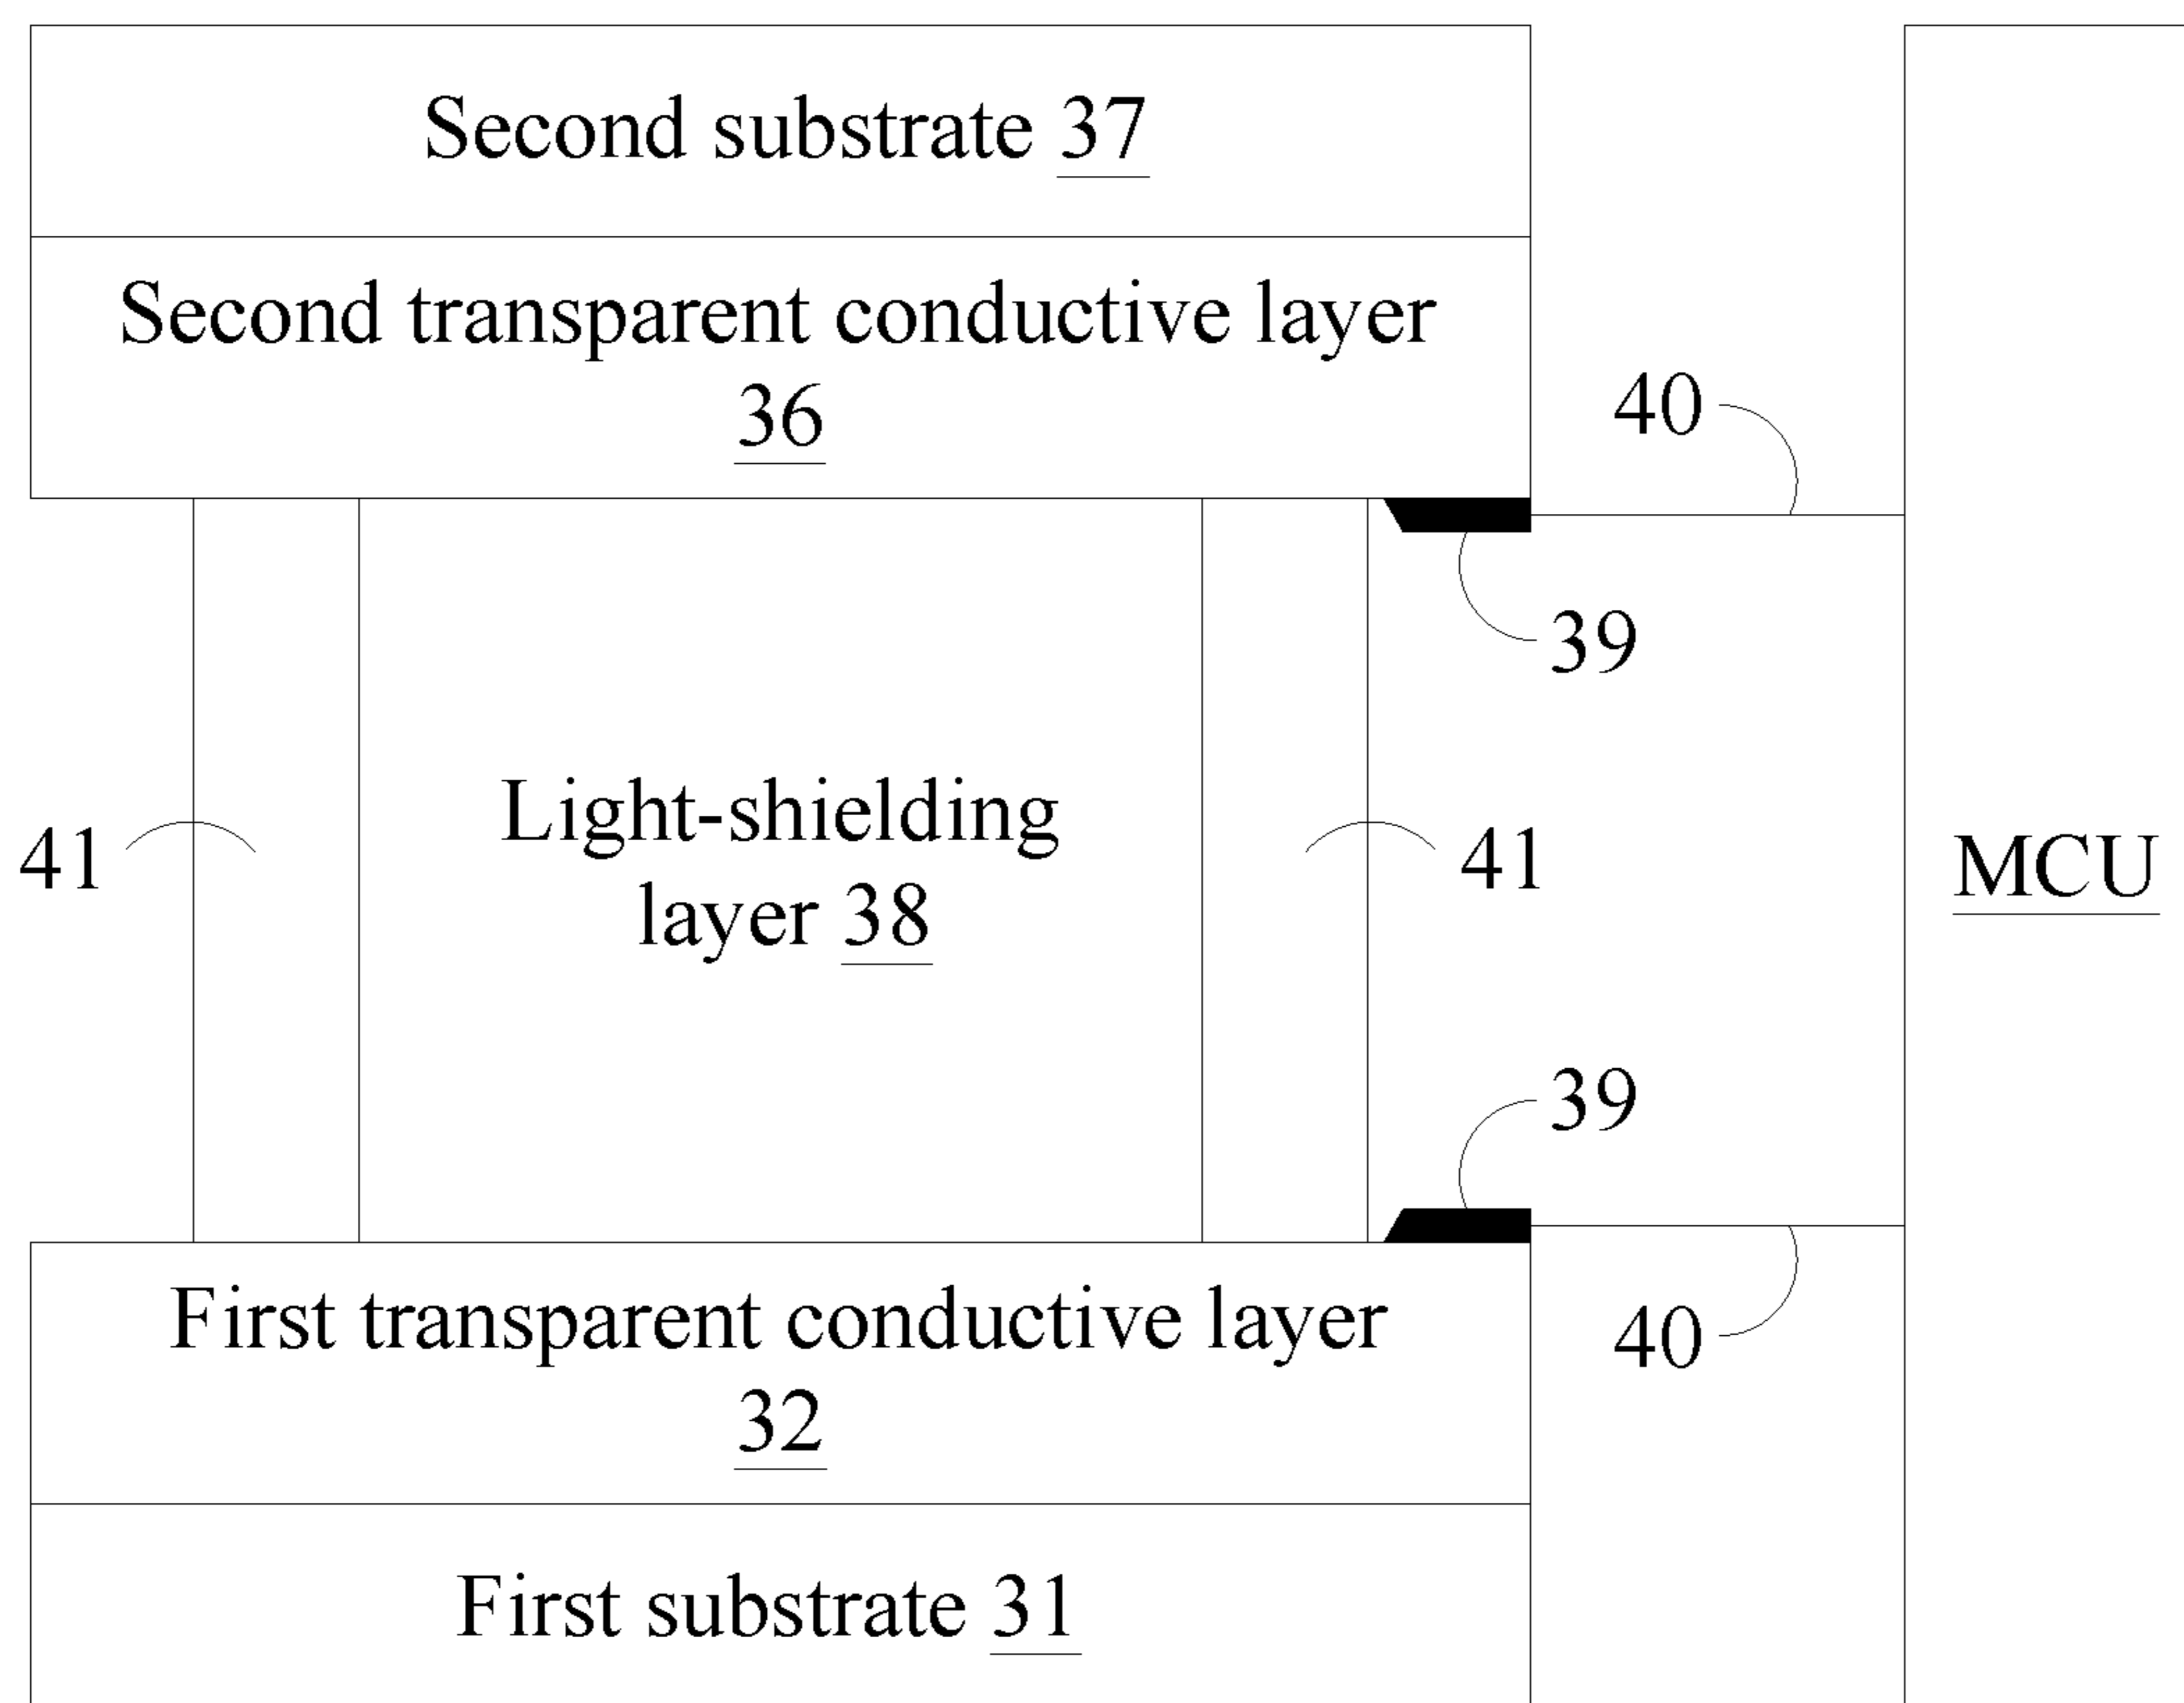 Second substrate 37
Second transparent conductive layer
36
40
39
Light-shielding
layer 38
41
41
MCU
39
First transparent conductive layer
32
40
First substrate 31